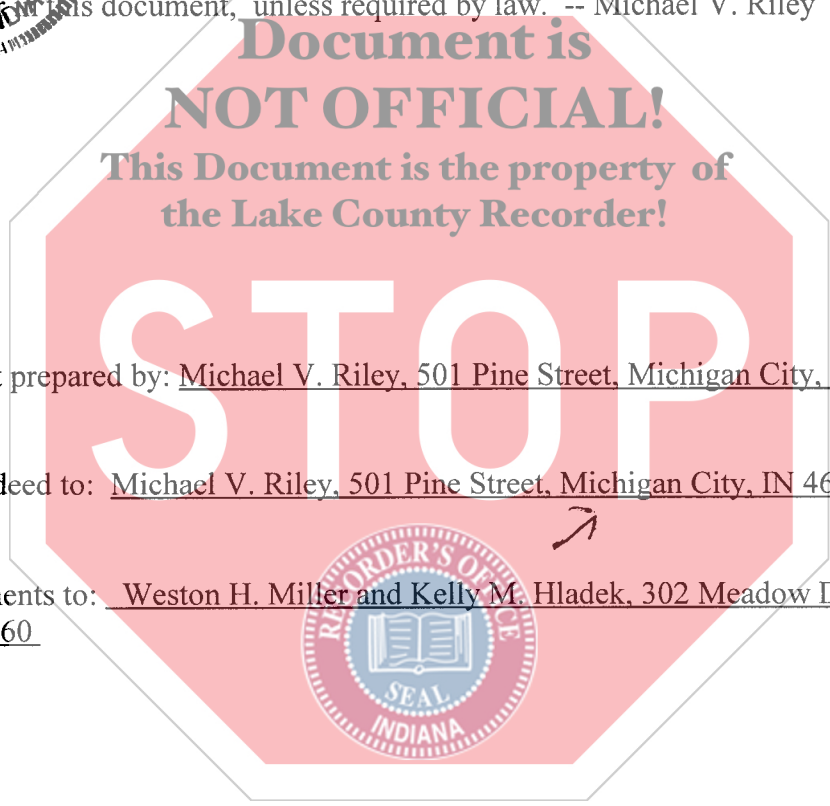 this document, unless required by law. -- Michael V. Riley
Document is
NOT OFFICIAL!
This Document is the property of
the Lake County Recorder!
STOP
prepared by: Michael V. Riley, 501 Pine Street, Michigan City,
deed to: Michael V. Riley, 501 Pine Street, Michigan City, IN 46
ents to: Weston H. Miller and Kelly M. Hladek, 302 Meadow D
60
RECORDER'S OFFICE
SEAL
INDIANA